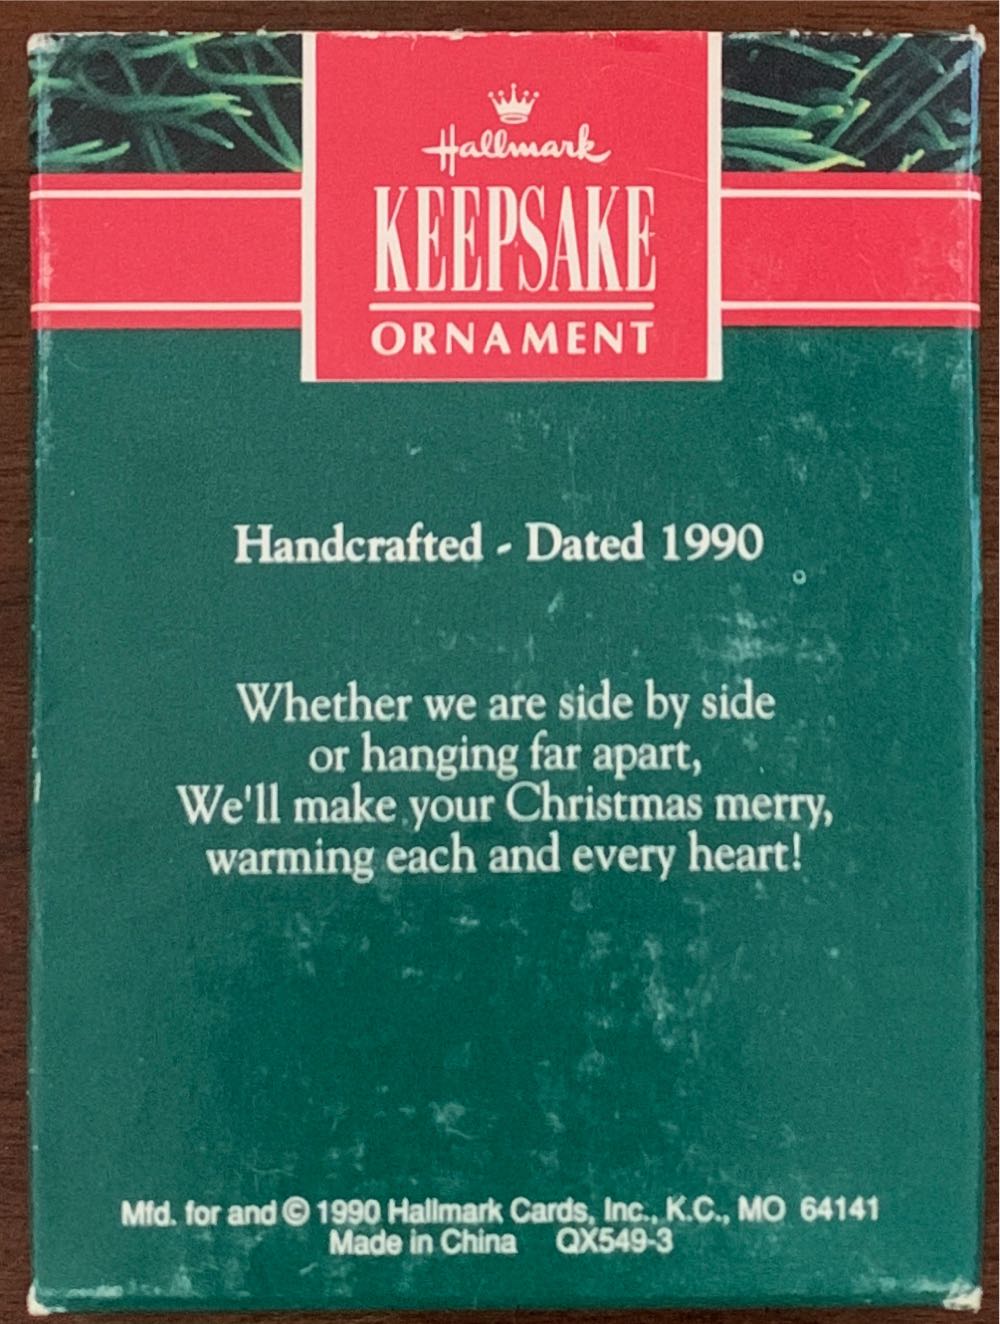 Hallmark
KEEPSAKE
ORNAMENT
Handcrafted - Dated 1990
Whether we are side by side
or hanging far apart,
We'll make your Christmas merry,
warming each and every heart!
Mfd. for and © 1990 Hallmark Cards, Inc., K.C., MO 64141
Made in China QX549-3